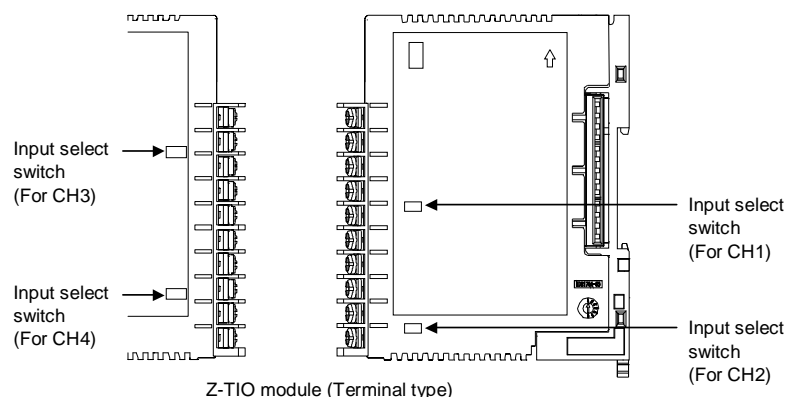 Input select
switch
(For CH3)
Input select
switch
(For CH4)
Input select
switch
(For CH1)
Input select
switch
(For CH2)
Z-TIO module (Terminal type)